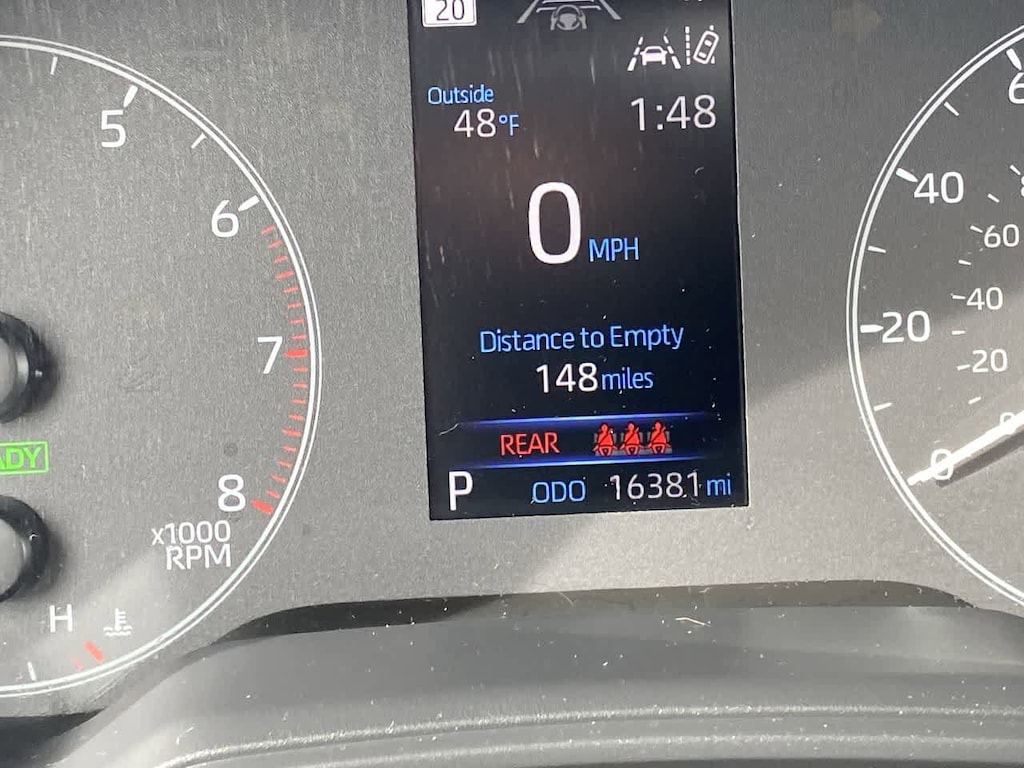 20
Outside
48°F
1:48
0 MPH
Distance to Empty
148 miles
REAR
P ODO 16381 mi
5
6
7
8
x1000
RPM
H
40
20
0
60
40
20
0